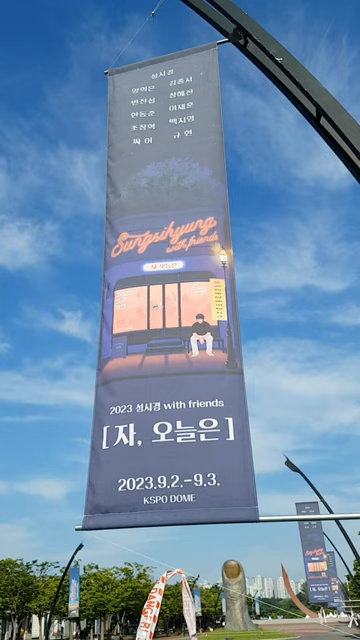 성시경
양희은 김종서
변진섭 장혜진
한동준 이재훈
조장혁 백지영
싸이 규현
Sungsikyung
with friends
자, 오늘은
2023 성시경 with friends
[자, 오늘은]
2023.9.2.-9.3.
KSPO DOME